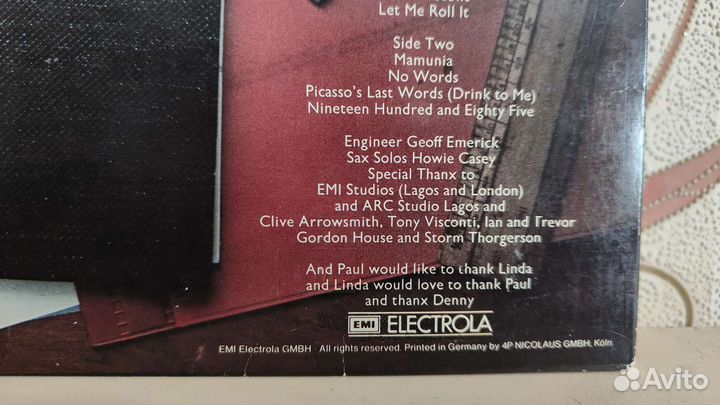 Let Me Roll It
Side Two
Mamunia
No Words
Picasso's Last Words (Drink to Me)
Nineteen Hundred and Eighty Five
Engineer Geoff Emerick
Sax Solos Howie Casey
Special Thanx to
EMI Studios (Lagos and London)
and ARC Studio Lagos and
Clive Arrowsmith, Tony Visconti, Ian and Trevor
Gordon House and Storm Thorgerson
And Paul would like to thank Linda
and Linda would love to thank Paul
and thanx Denny
EMI ELECTROLA
EMI Electrola GMBH · All rights reserved. Printed in Germany by 4P NICOLAUS GMBH, Köln
Avito